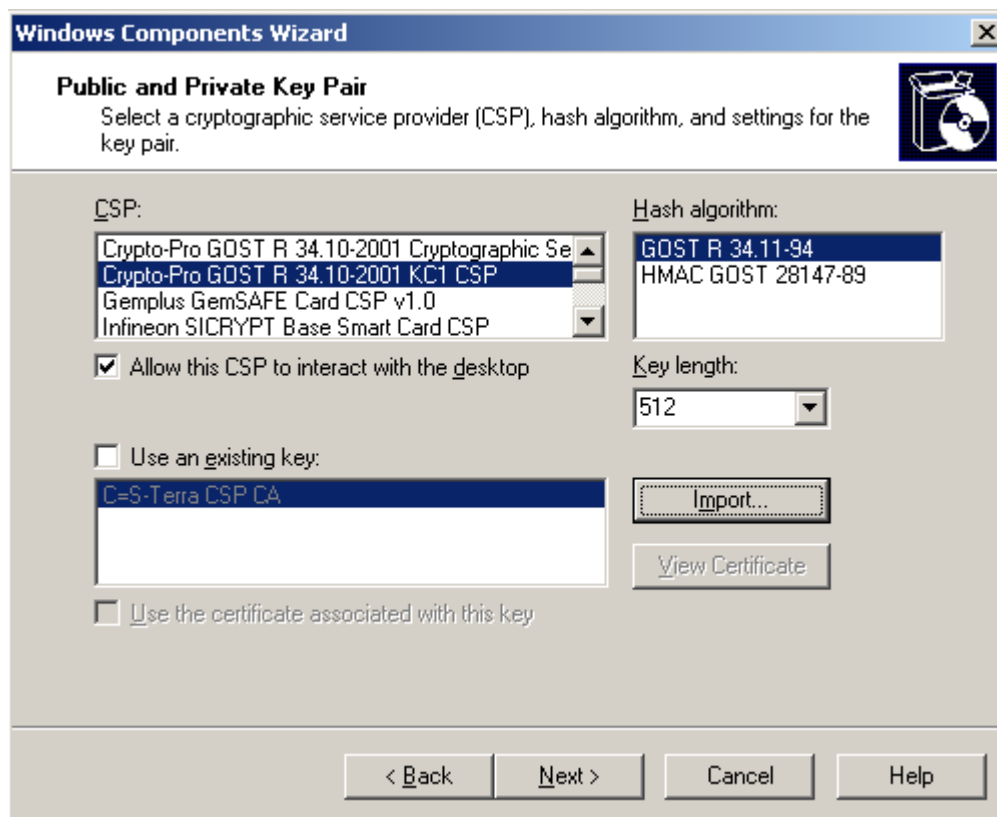 Windows Components Wizard
Public and Private Key Pair
Select a cryptographic service provider (CSP), hash algorithm, and settings for the
key pair.
CSP:
Crypto-Pro GOST R 34.10-2001 Cryptographic Se
Crypto-Pro GOST R 34.10-2001 KC1 CSP
Gemplus GemSAFE Card CSP v1.0
Infineon SICRYPT Base Smart Card CSP
Hash algorithm:
GOST R 34.11-94
HMAC GOST 28147-89
Allow this CSP to interact with the desktop
Key length:
512
Use an existing key:
C=S-Terra CSP CA
Import...
View Certificate
Use the certificate associated with this key
< Back
Next >
Cancel
Help